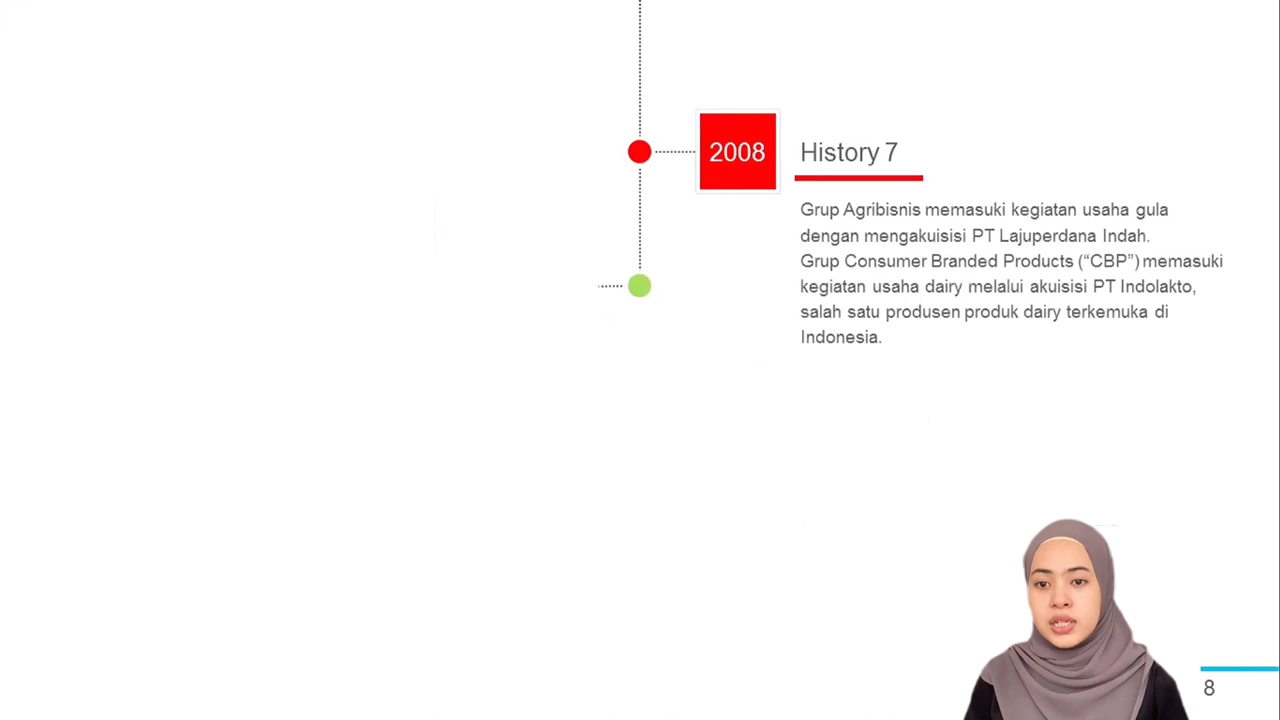 2008
History 7
Grup Agribisnis memasuki kegiatan usaha gula
dengan mengakuisisi PT Lajuperdana Indah.
Grup Consumer Branded Products (“CBP”) memasuki
kegiatan usaha dairy melalui akuisisi PT Indolakto,
salah satu produsen produk dairy terkemuka di
Indonesia.
8